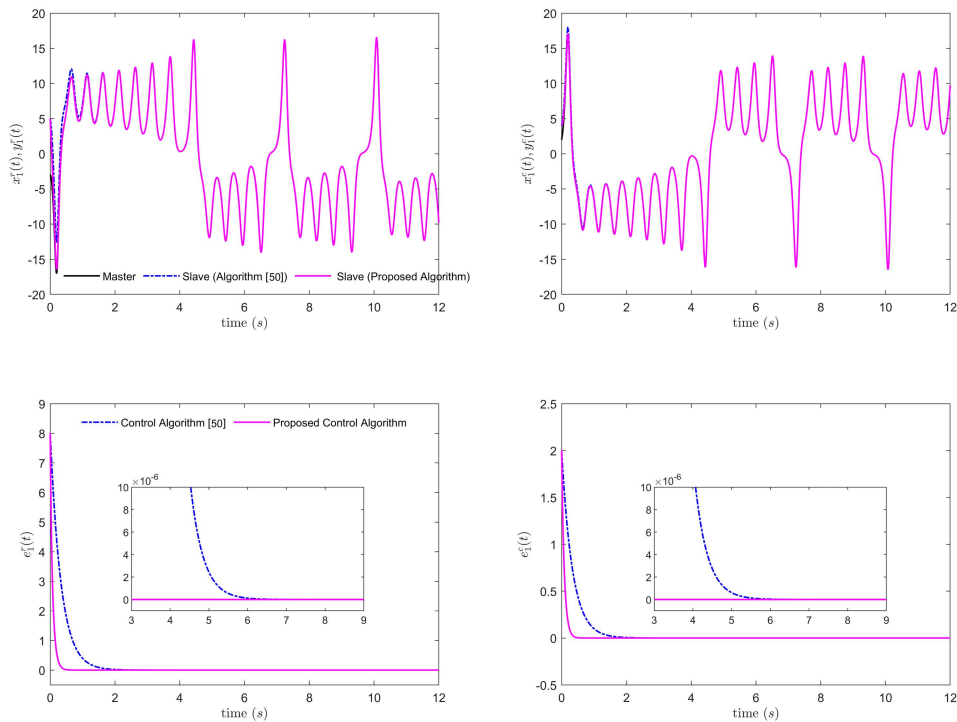 20
15
10
5
0
-5
-10
-15
-20
x₁ʳ(t), y₁ʳ(t)
Master
Slave (Algorithm [50])
Slave (Proposed Algorithm)
0 2 4 6 8 10 12
time (s)
20
15
10
5
0
-5
-10
-15
-20
x₁ᶜ(t), y₁ᶜ(t)
0 2 4 6 8 10 12
time (s)
9
8
7
6
5
4
3
2
1
0
e₁ʳ(t)
Control Algorithm [50]
Proposed Control Algorithm
×10⁻⁶
10
8
6
4
2
0
3 4 5 6 7 8 9
0 2 4 6 8 10 12
time (s)
2.5
2
1.5
1
0.5
0
-0.5
e₁ᶜ(t)
×10⁻⁶
10
8
6
4
2
0
3 4 5 6 7 8 9
0 2 4 6 8 10 12
time (s)